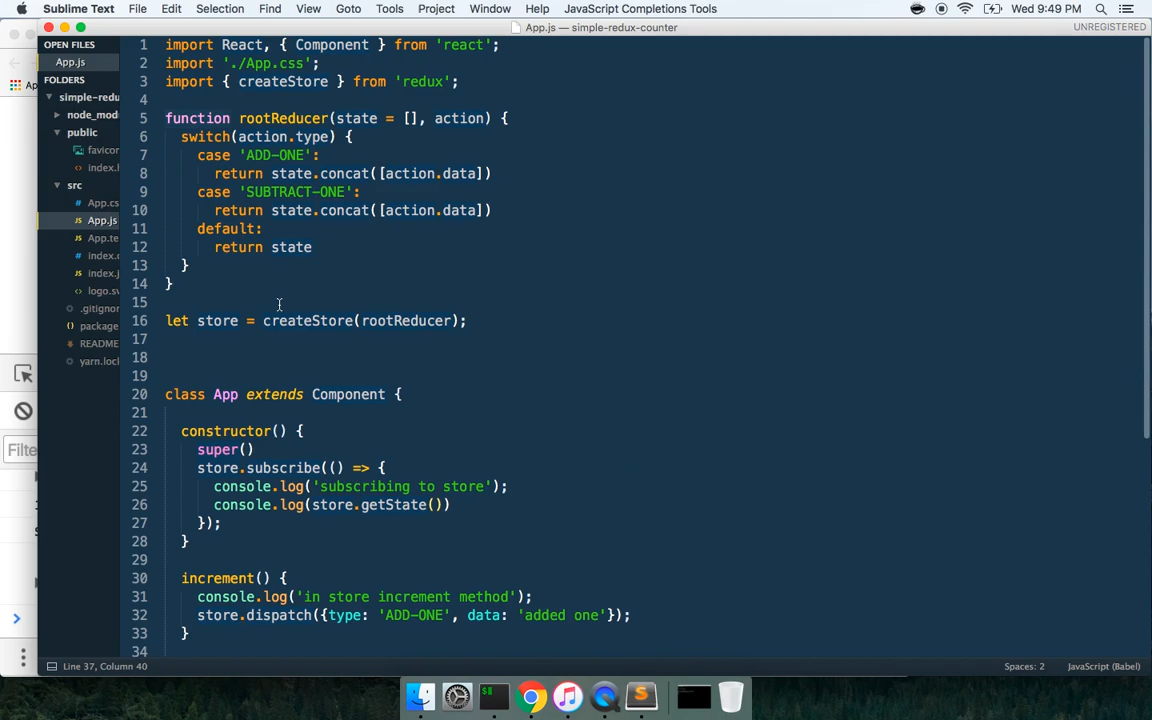 Sublime Text File Edit Selection Find View Goto Tools Project Window Help JavaScript Completions Tools Wed 9:49 PM
App.js — simple-redux-counter UNREGISTERED
OPEN FILES
App.js
FOLDERS
simple-redu
node_mod
public
favicor
index.h
src
App.cs
App.js
App.te
index.c
index.j
logo.sv
.gitignor
package
README
yarn.locl
Ap
Filte
1 import React, { Component } from 'react';
2 import './App.css';
3 import { createStore } from 'redux';
4
5 function rootReducer(state = [], action) {
6 switch(action.type) {
7 case 'ADD-ONE':
8 return state.concat([action.data])
9 case 'SUBTRACT-ONE':
10 return state.concat([action.data])
11 default:
12 return state
13 }
14 }
15
16 let store = createStore(rootReducer);
17
18
19
20 class App extends Component {
21
22 constructor() {
23 super()
24 store.subscribe(() => {
25 console.log('subscribing to store');
26 console.log(store.getState())
27 });
28 }
29
30 increment() {
31 console.log('in store increment method');
32 store.dispatch({type: 'ADD-ONE', data: 'added one'});
33 }
34
Line 37, Column 40 Spaces: 2 JavaScript (Babel)